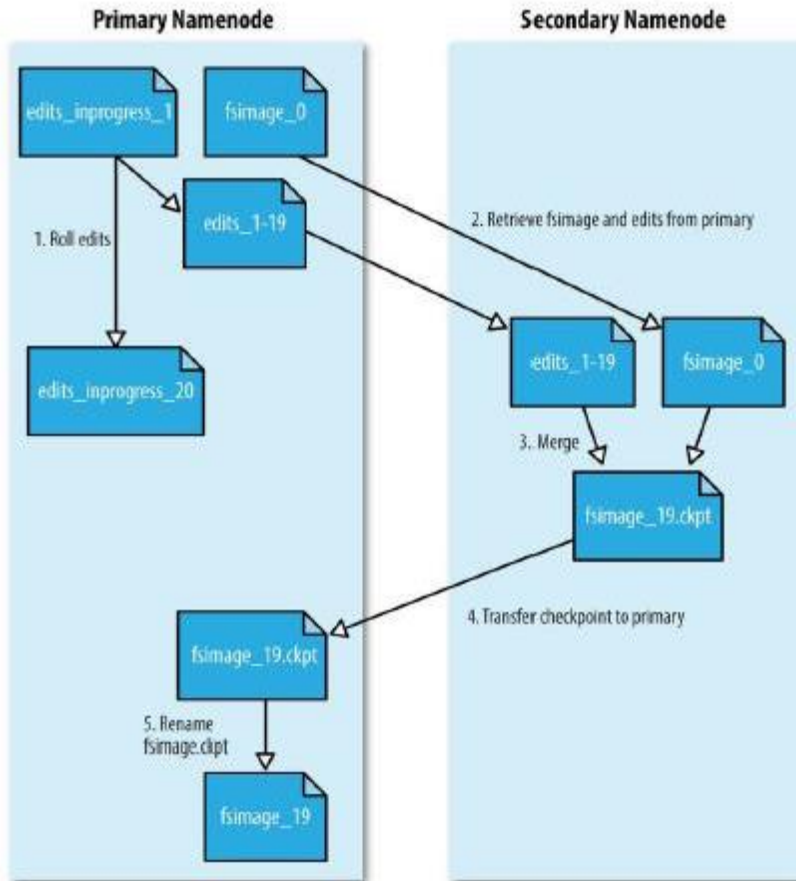 Primary Namenode
Secondary Namenode
edits_inprogress_1
fsimage_0
edits_1-19
1. Roll edits
2. Retrieve fsimage and edits from primary
edits_inprogress_20
edits_1-19
fsimage_0
3. Merge
fsimage_19.ckpt
4. Transfer checkpoint to primary
fsimage_19.ckpt
5. Rename
fsimage.ckpt
fsimage_19